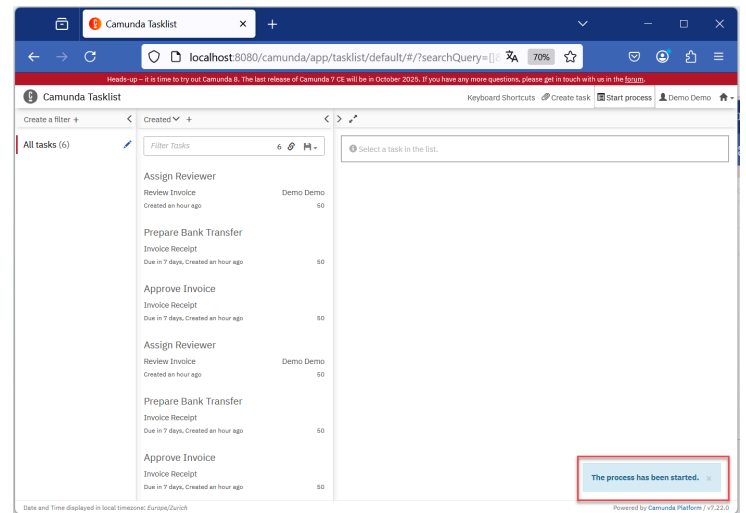 Camunda Tasklist
localhost:8080/camunda/app/tasklist/default/#/?searchQuery=[]& 70%
Heads-up – it is time to try out Camunda 8. The last release of Camunda 7 CE will be in October 2025. If you have any more questions, please get in touch with us in the forum.
Camunda Tasklist Keyboard Shortcuts Create task Start process Demo Demo
Create a filter + Created +
All tasks (6) Filter Tasks 6 Select a task in the list.
Assign Reviewer
Review Invoice Demo Demo
Created an hour ago 50
Prepare Bank Transfer
Invoice Receipt
Due in 7 days, Created an hour ago 50
Approve Invoice
Invoice Receipt
Due in 7 days, Created an hour ago 50
Assign Reviewer
Review Invoice Demo Demo
Created an hour ago 50
Prepare Bank Transfer
Invoice Receipt
Due in 7 days, Created an hour ago 50
Approve Invoice
Invoice Receipt
Due in 7 days, Created an hour ago 50
The process has been started. ×
Date and Time displayed in local timezone: Europe/Zurich Powered by Camunda Platform / v7.22.0